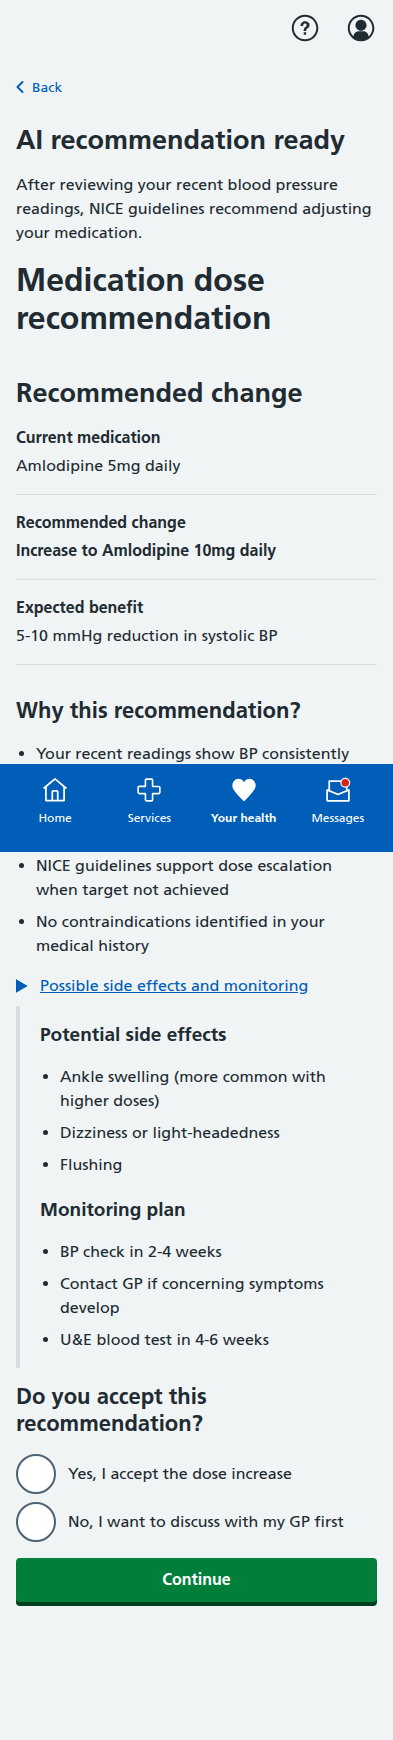 Back
AI recommendation ready
After reviewing your recent blood pressure
readings, NICE guidelines recommend adjusting
your medication.
Medication dose
recommendation
Recommended change
Current medication
Amlodipine 5mg daily
Recommended change
Increase to Amlodipine 10mg daily
Expected benefit
5-10 mmHg reduction in systolic BP
Why this recommendation?
• Your recent readings show BP consistently
Home Services Your health Messages
• NICE guidelines support dose escalation
when target not achieved
• No contraindications identified in your
medical history
Possible side effects and monitoring
Potential side effects
• Ankle swelling (more common with
higher doses)
• Dizziness or light-headedness
• Flushing
Monitoring plan
• BP check in 2-4 weeks
• Contact GP if concerning symptoms
develop
• U&E blood test in 4-6 weeks
Do you accept this
recommendation?
Yes, I accept the dose increase
No, I want to discuss with my GP first
Continue